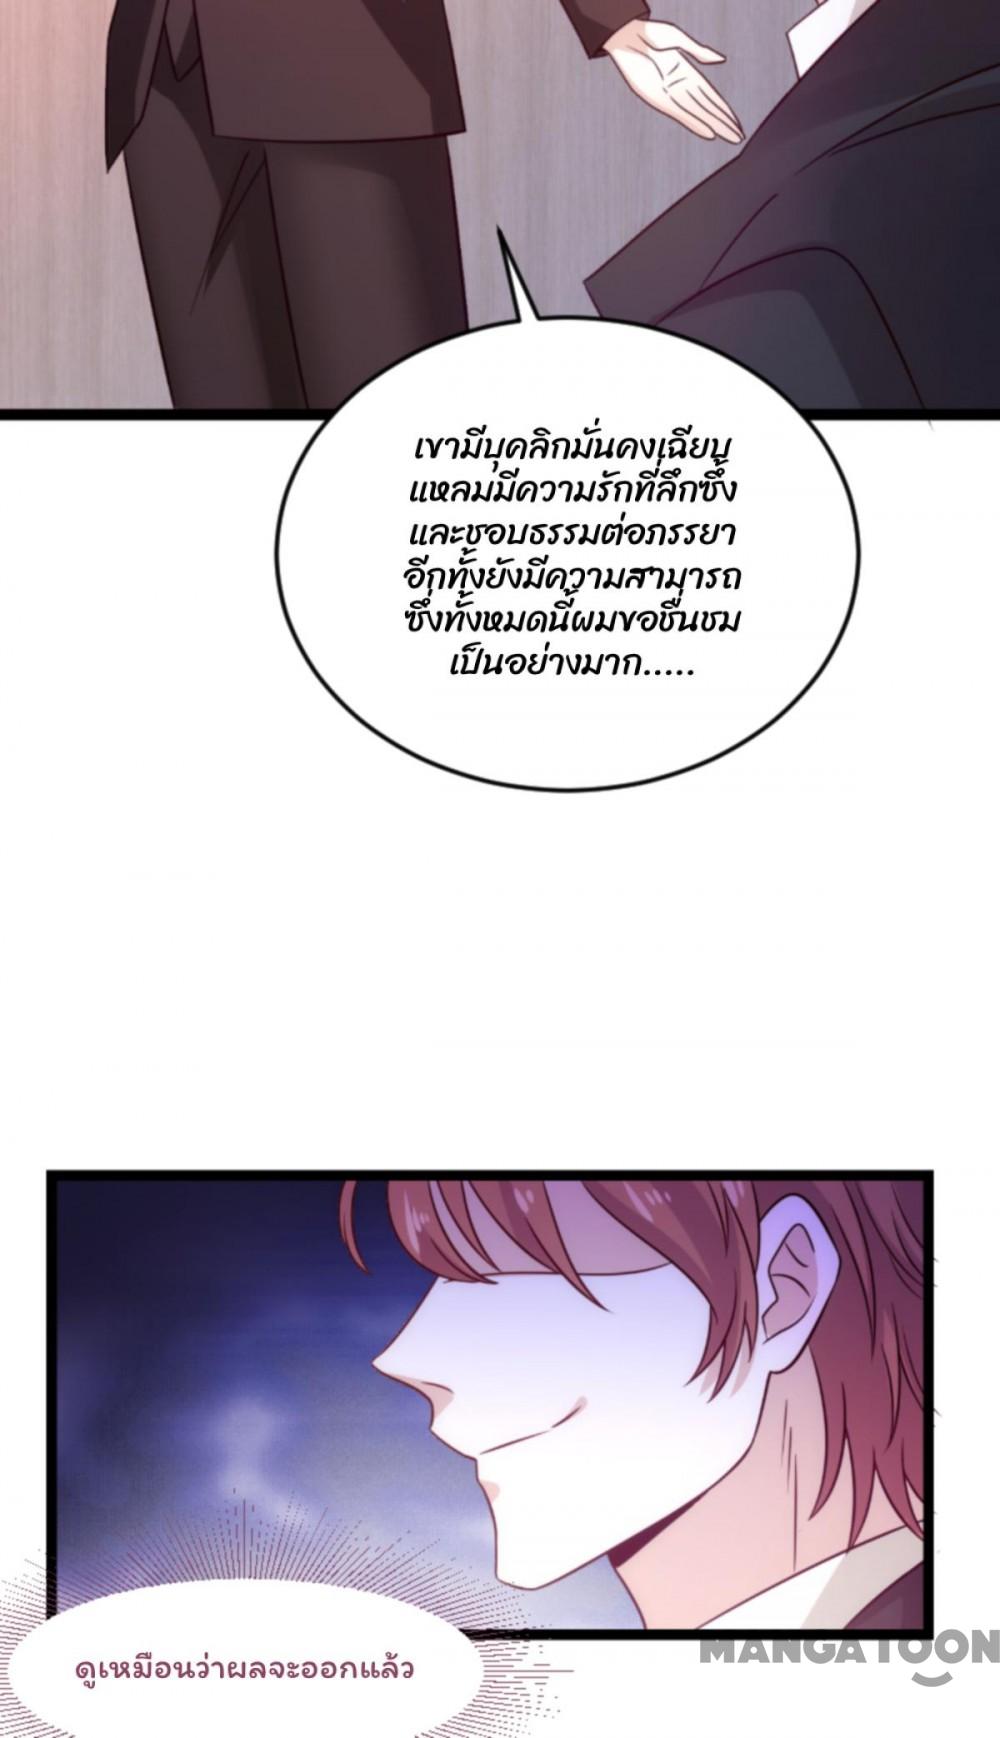 เขามีบุคลิกมั่นคงเฉียบ
แหลมมีความรักที่ลึกซึ้ง
และชอบธรรมต่อภรรยา
อีกทั้งยังมีความสามารถ
ซึ่งทั้งหมดนี้ผมขอชื่นชม
เป็นอย่างมาก.....
ดูเหมือนว่าผลจะออกแล้ว
MANGATOON